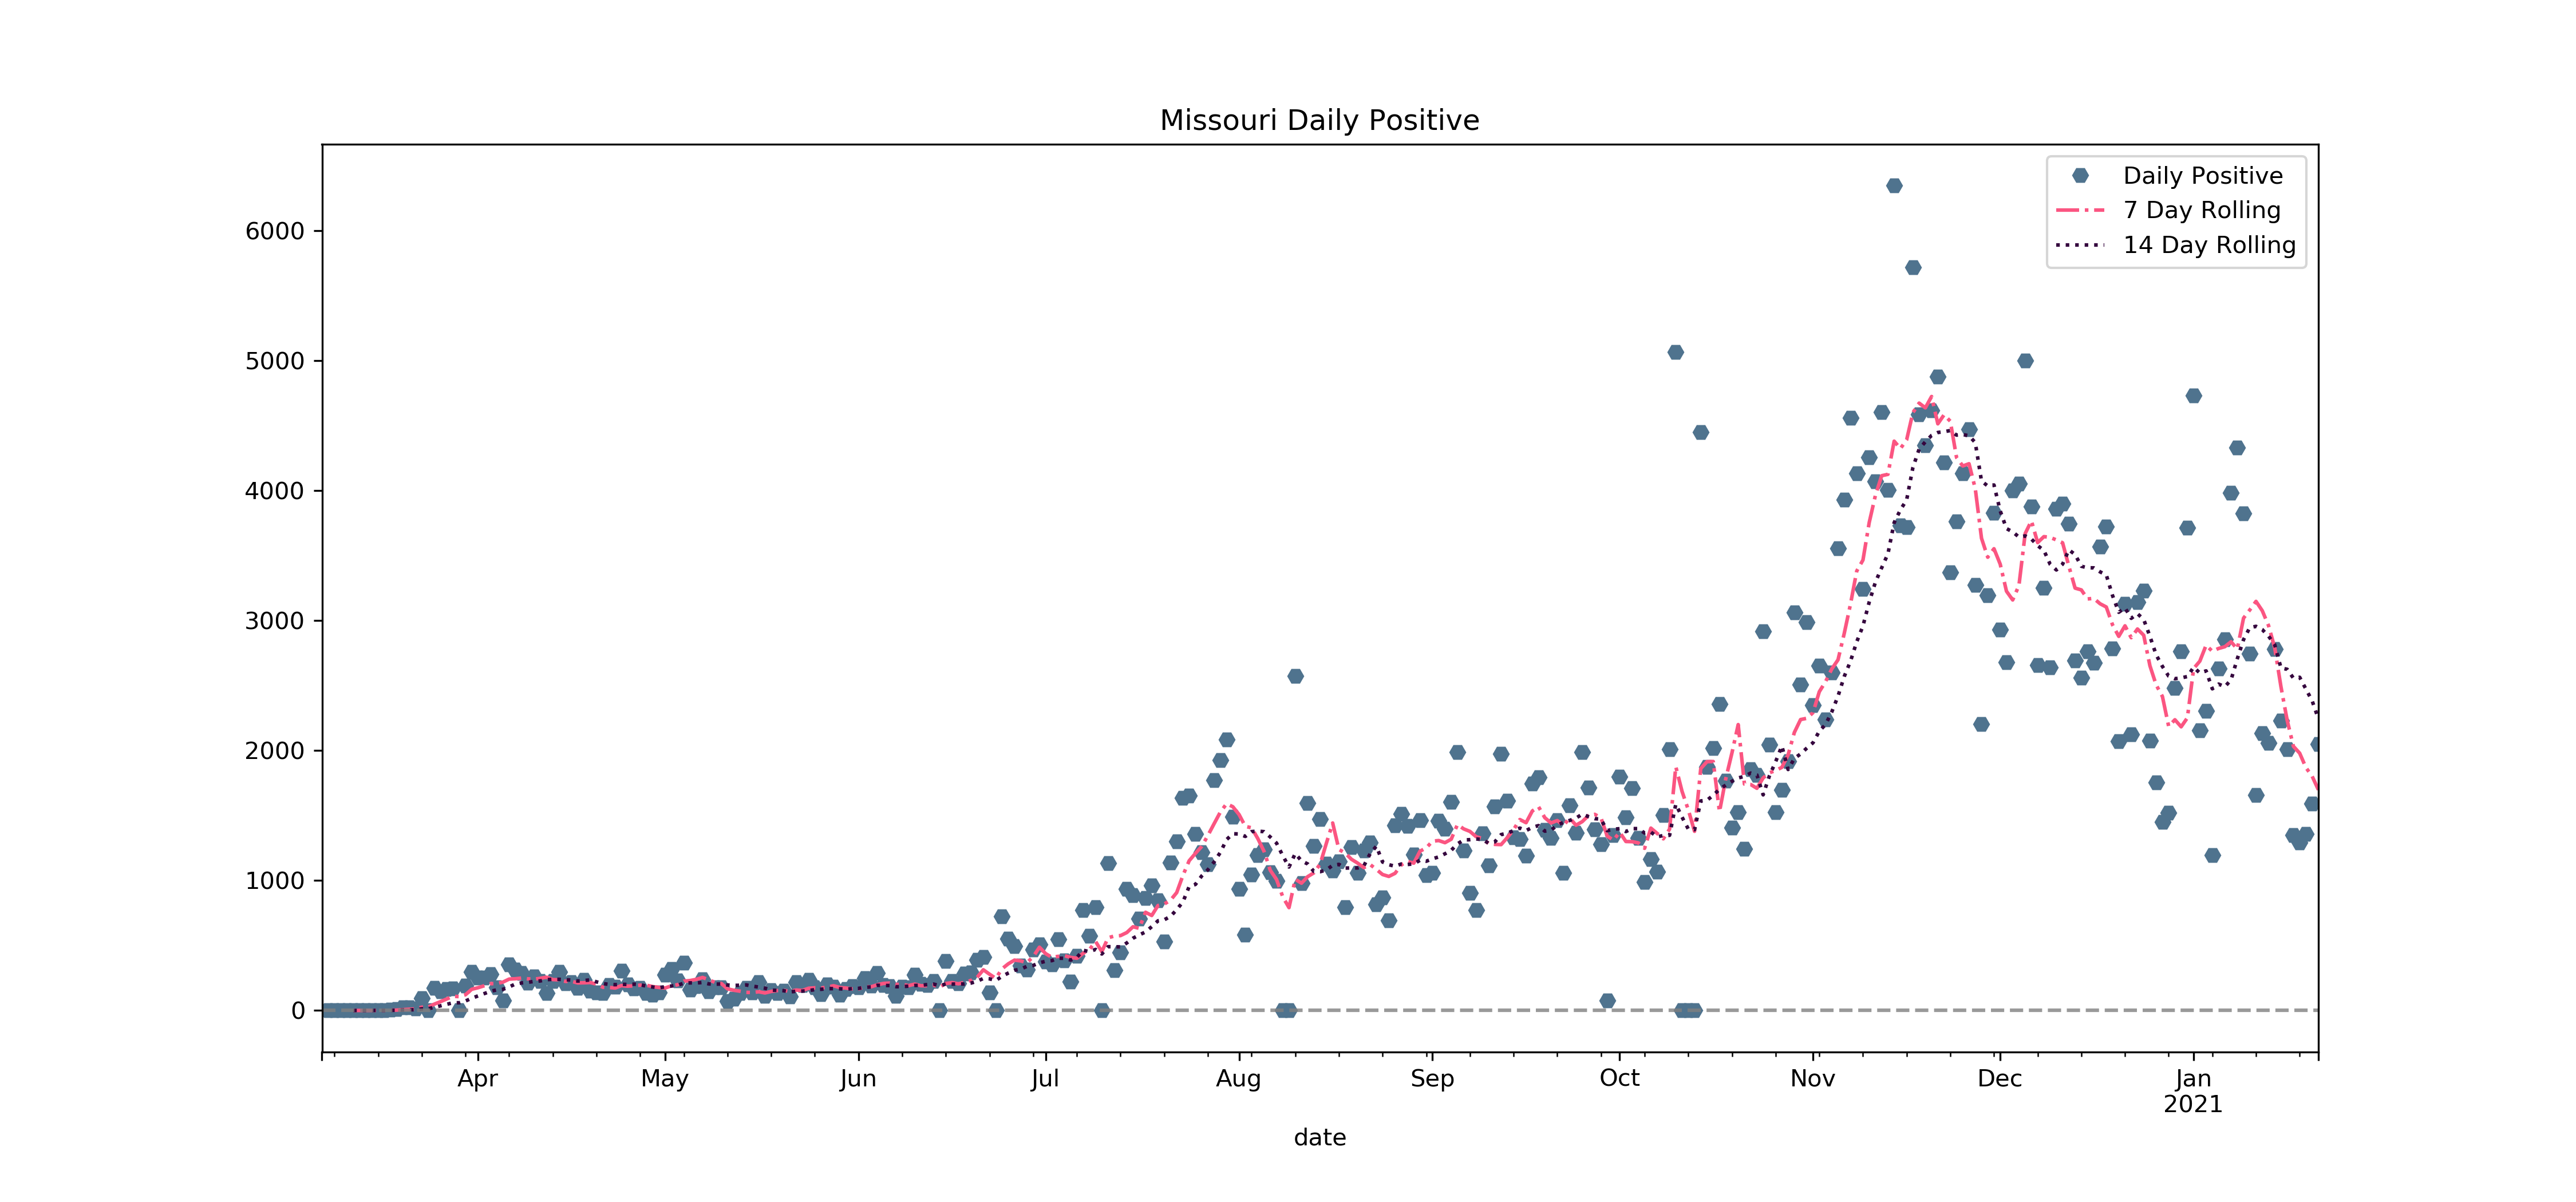 Missouri Daily Positive
Daily Positive
7 Day Rolling
14 Day Rolling
6000
5000
4000
3000
2000
1000
0
Apr May Jun Jul Aug Sep Oct Nov Dec Jan
2021
date